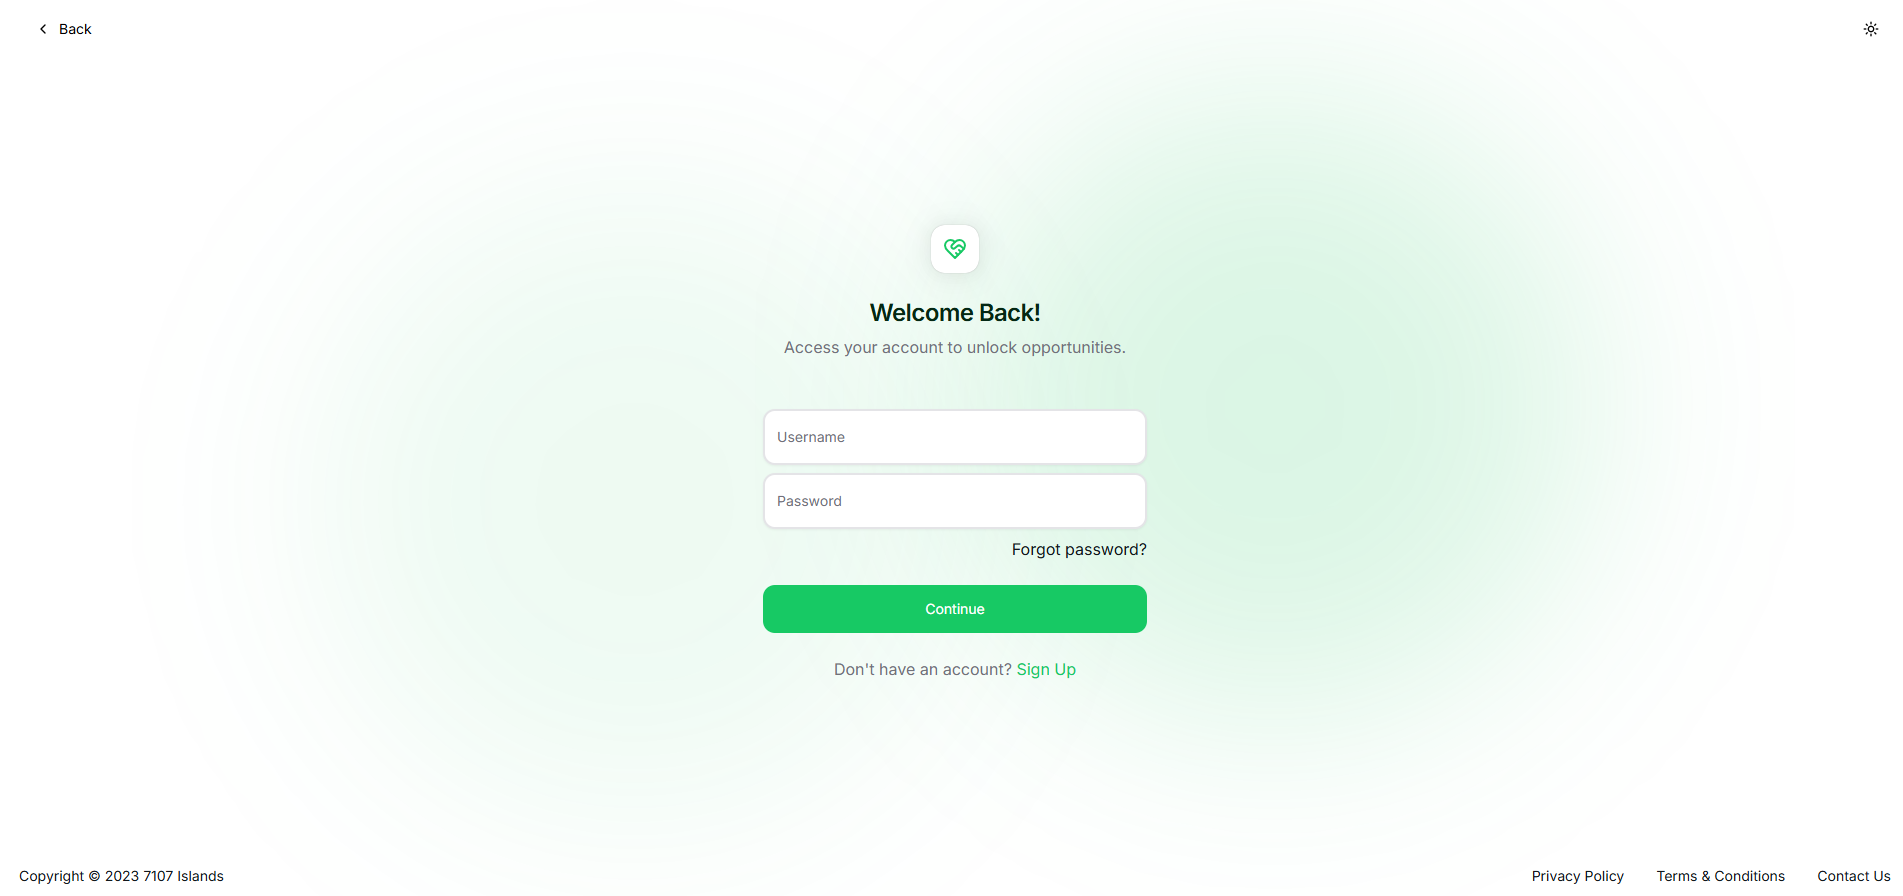 Back
Welcome Back!
Access your account to unlock opportunities.
Username
Password
Forgot password?
Continue
Don't have an account? Sign Up
Copyright © 2023 7107 Islands
Privacy Policy
Terms & Conditions
Contact Us